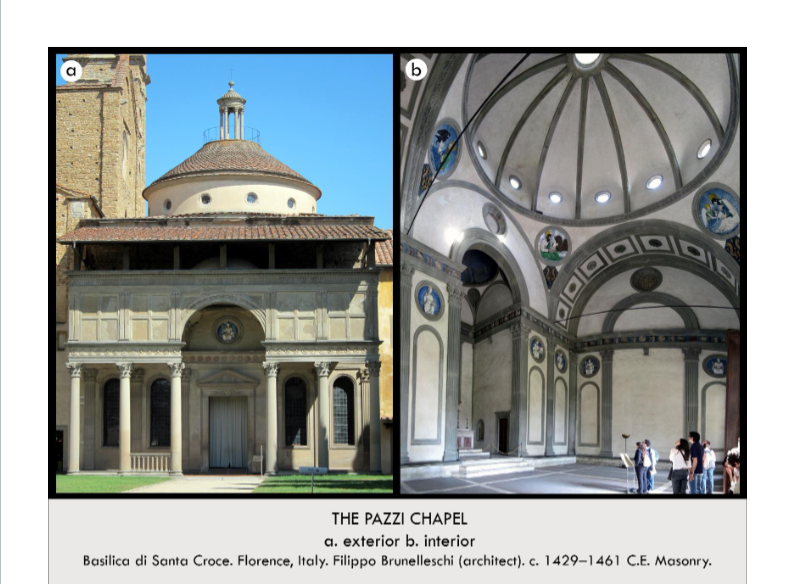 a
b
THE PAZZI CHAPEL
a. exterior b. interior
Basilica di Santa Croce. Florence, Italy. Filippo Brunelleschi (architect). c. 1429–1461 C.E. Masonry.